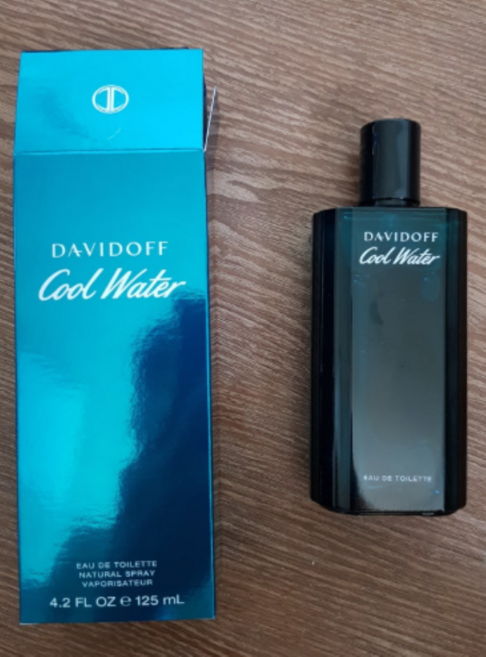 DAVIDOFF
Cool Water
EAU DE TOILETTE
NATURAL SPRAY
VAPORISATEUR
4.2 FL OZ ℮ 125 mL
DAVIDOFF
Cool Water
EAU DE TOILETTE